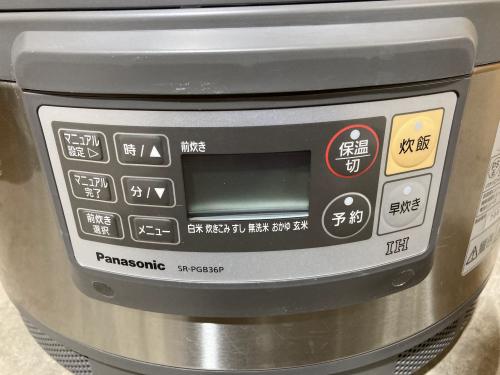 マニュアル
設定▷
時/▲
前炊き
保温
切
炊飯
マニュアル
完了
分/▼
予約
早炊き
前炊き
選択
メニュー
白米 炊きこみ すし 無洗米 おかゆ 玄米
Panasonic SR-PGB36P
IH